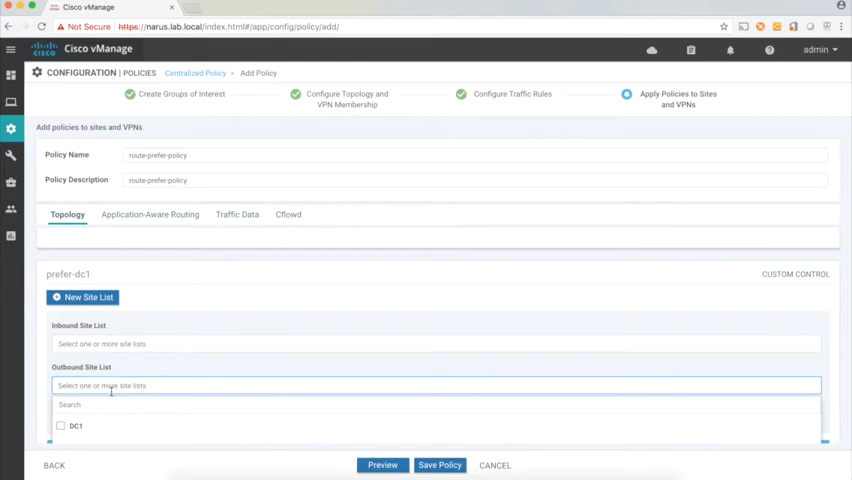 Cisco vManage
Not Secure https://narus.lab.local/index.html#/app/config/policy/add/
CISCO
Cisco vManage
admin
CONFIGURATION | POLICIES Centralized Policy > Add Policy
Create Groups of Interest
Configure Topology and
VPN Membership
Configure Traffic Rules
Apply Policies to Sites
and VPNs
Add policies to sites and VPNs
Policy Name route-prefer-policy
Policy Description route-prefer-policy
Topology Application-Aware Routing Traffic Data Cflowd
prefer-dc1 CUSTOM CONTROL
New Site List
Inbound Site List
Select one or more site lists
Outbound Site List
Select one or more site lists
Search
DC1
BACK Preview Save Policy CANCEL